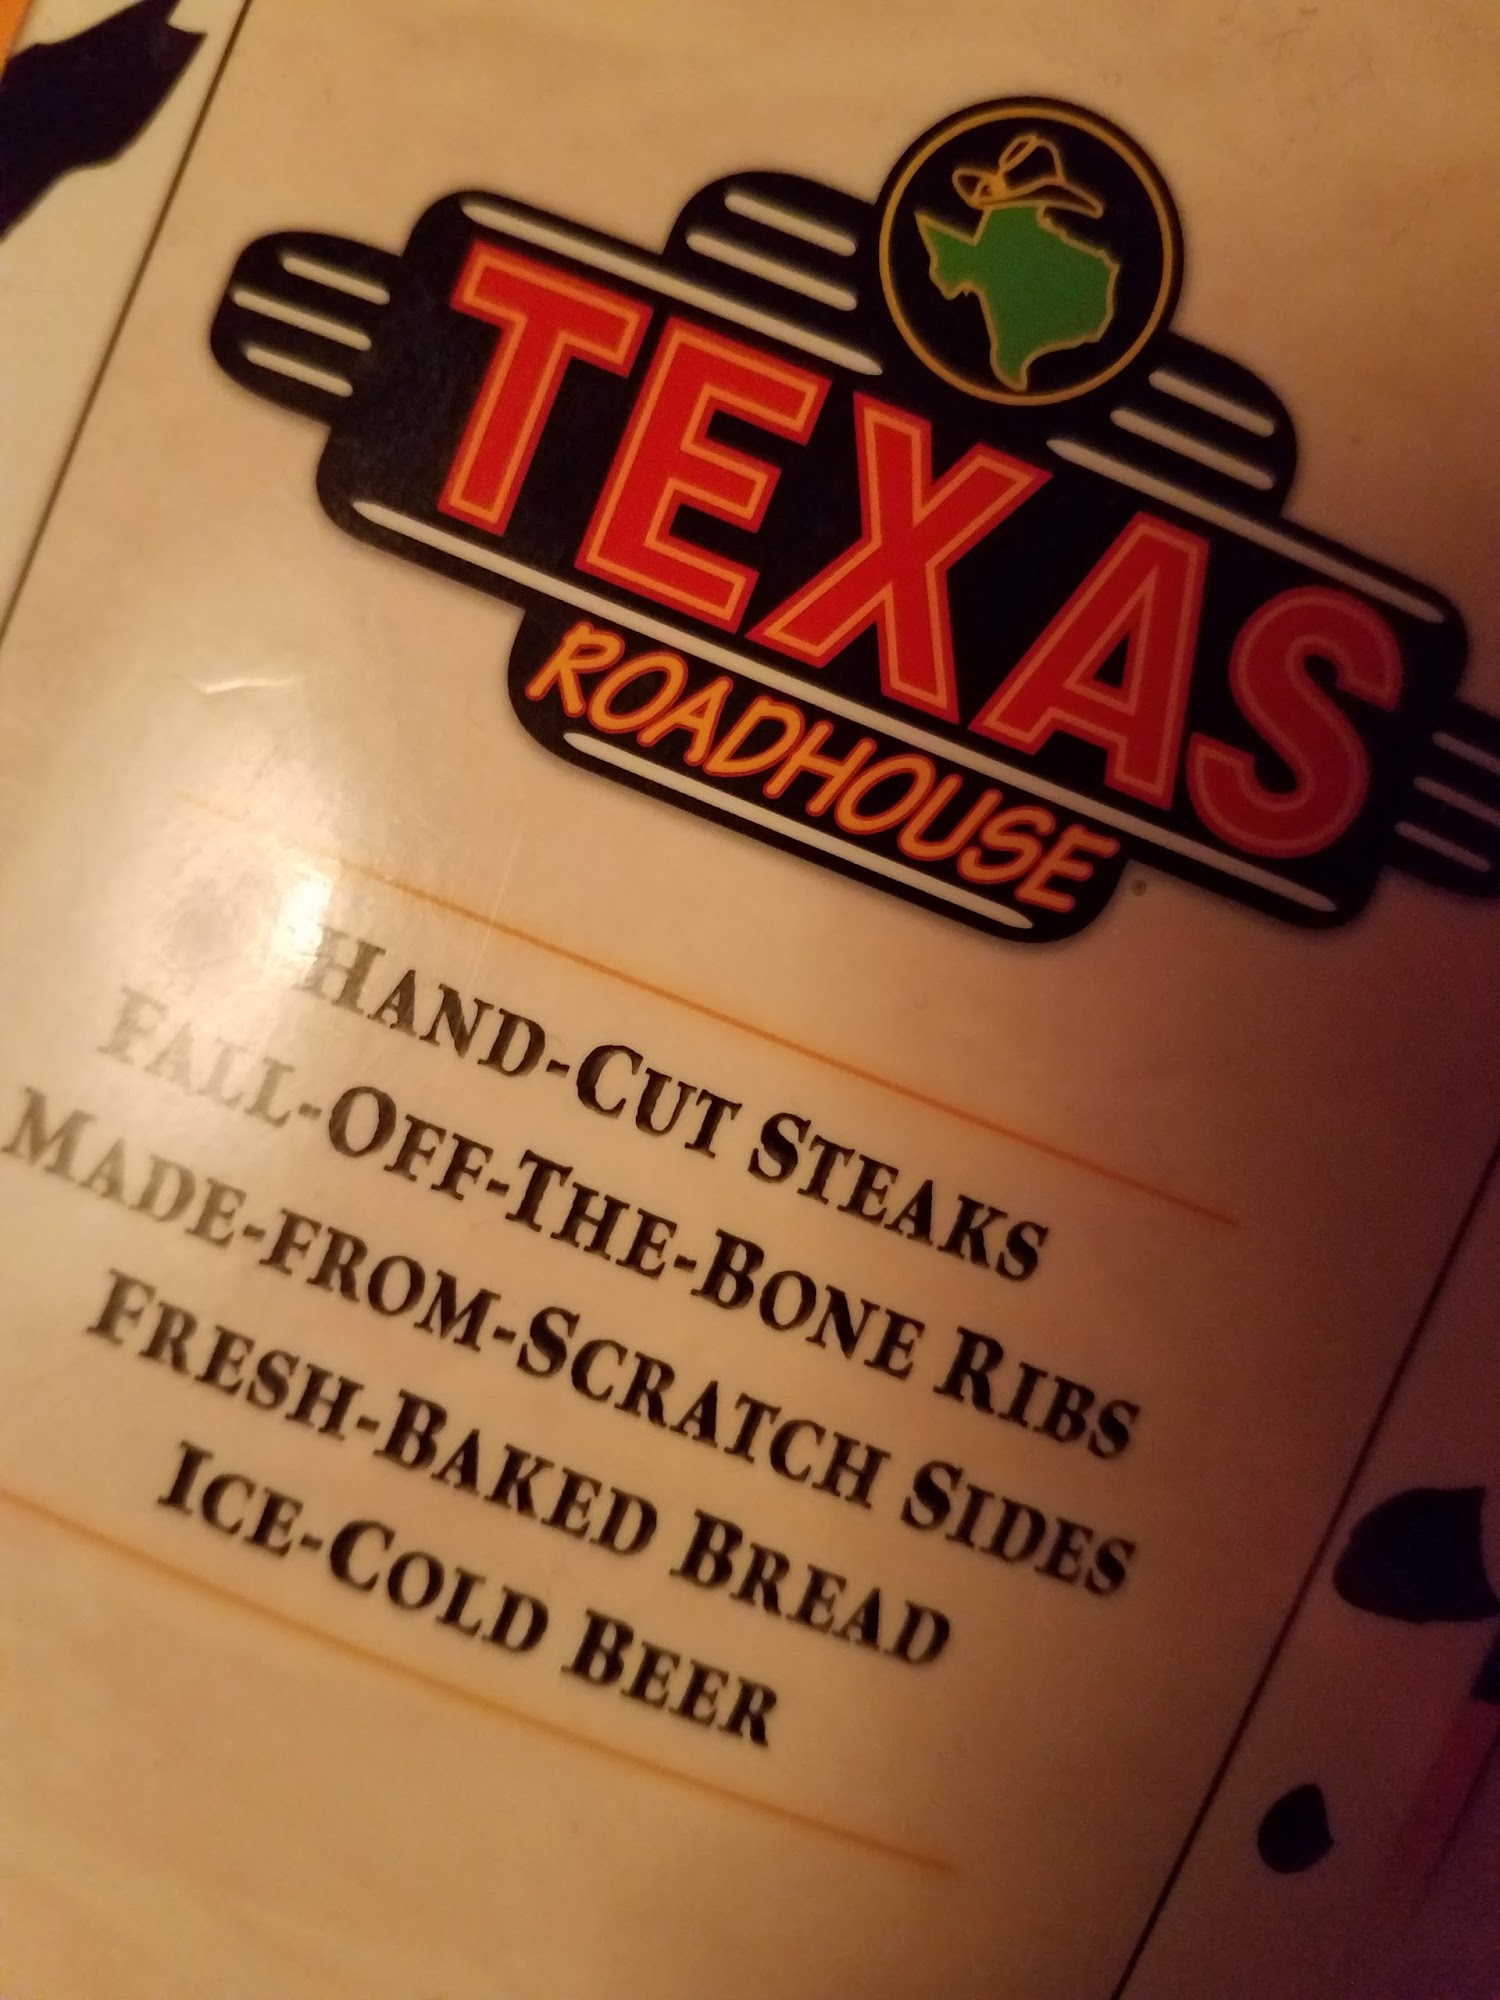 TEXAS
ROADHOUSE®
HAND-CUT STEAKS
FALL-OFF-THE-BONE RIBS
MADE-FROM-SCRATCH SIDES
FRESH-BAKED BREAD
ICE-COLD BEER